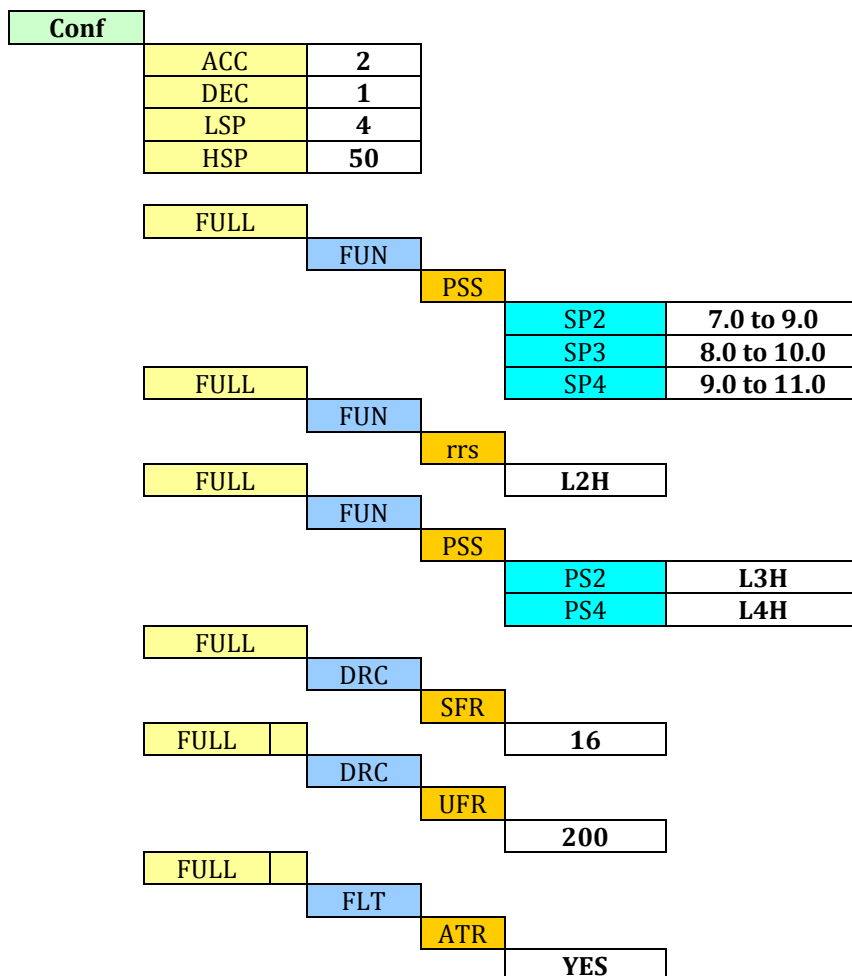 Conf
ACC 2
DEC 1
LSP 4
HSP 50
FULL
FUN
PSS
SP2 7.0 to 9.0
SP3 8.0 to 10.0
FULL SP4 9.0 to 11.0
FUN
rrs
FULL L2H
FUN
PSS
PS2 L3H
PS4 L4H
FULL
DRC
SFR
FULL 16
DRC
UFR
200
FULL
FLT
ATR
YES